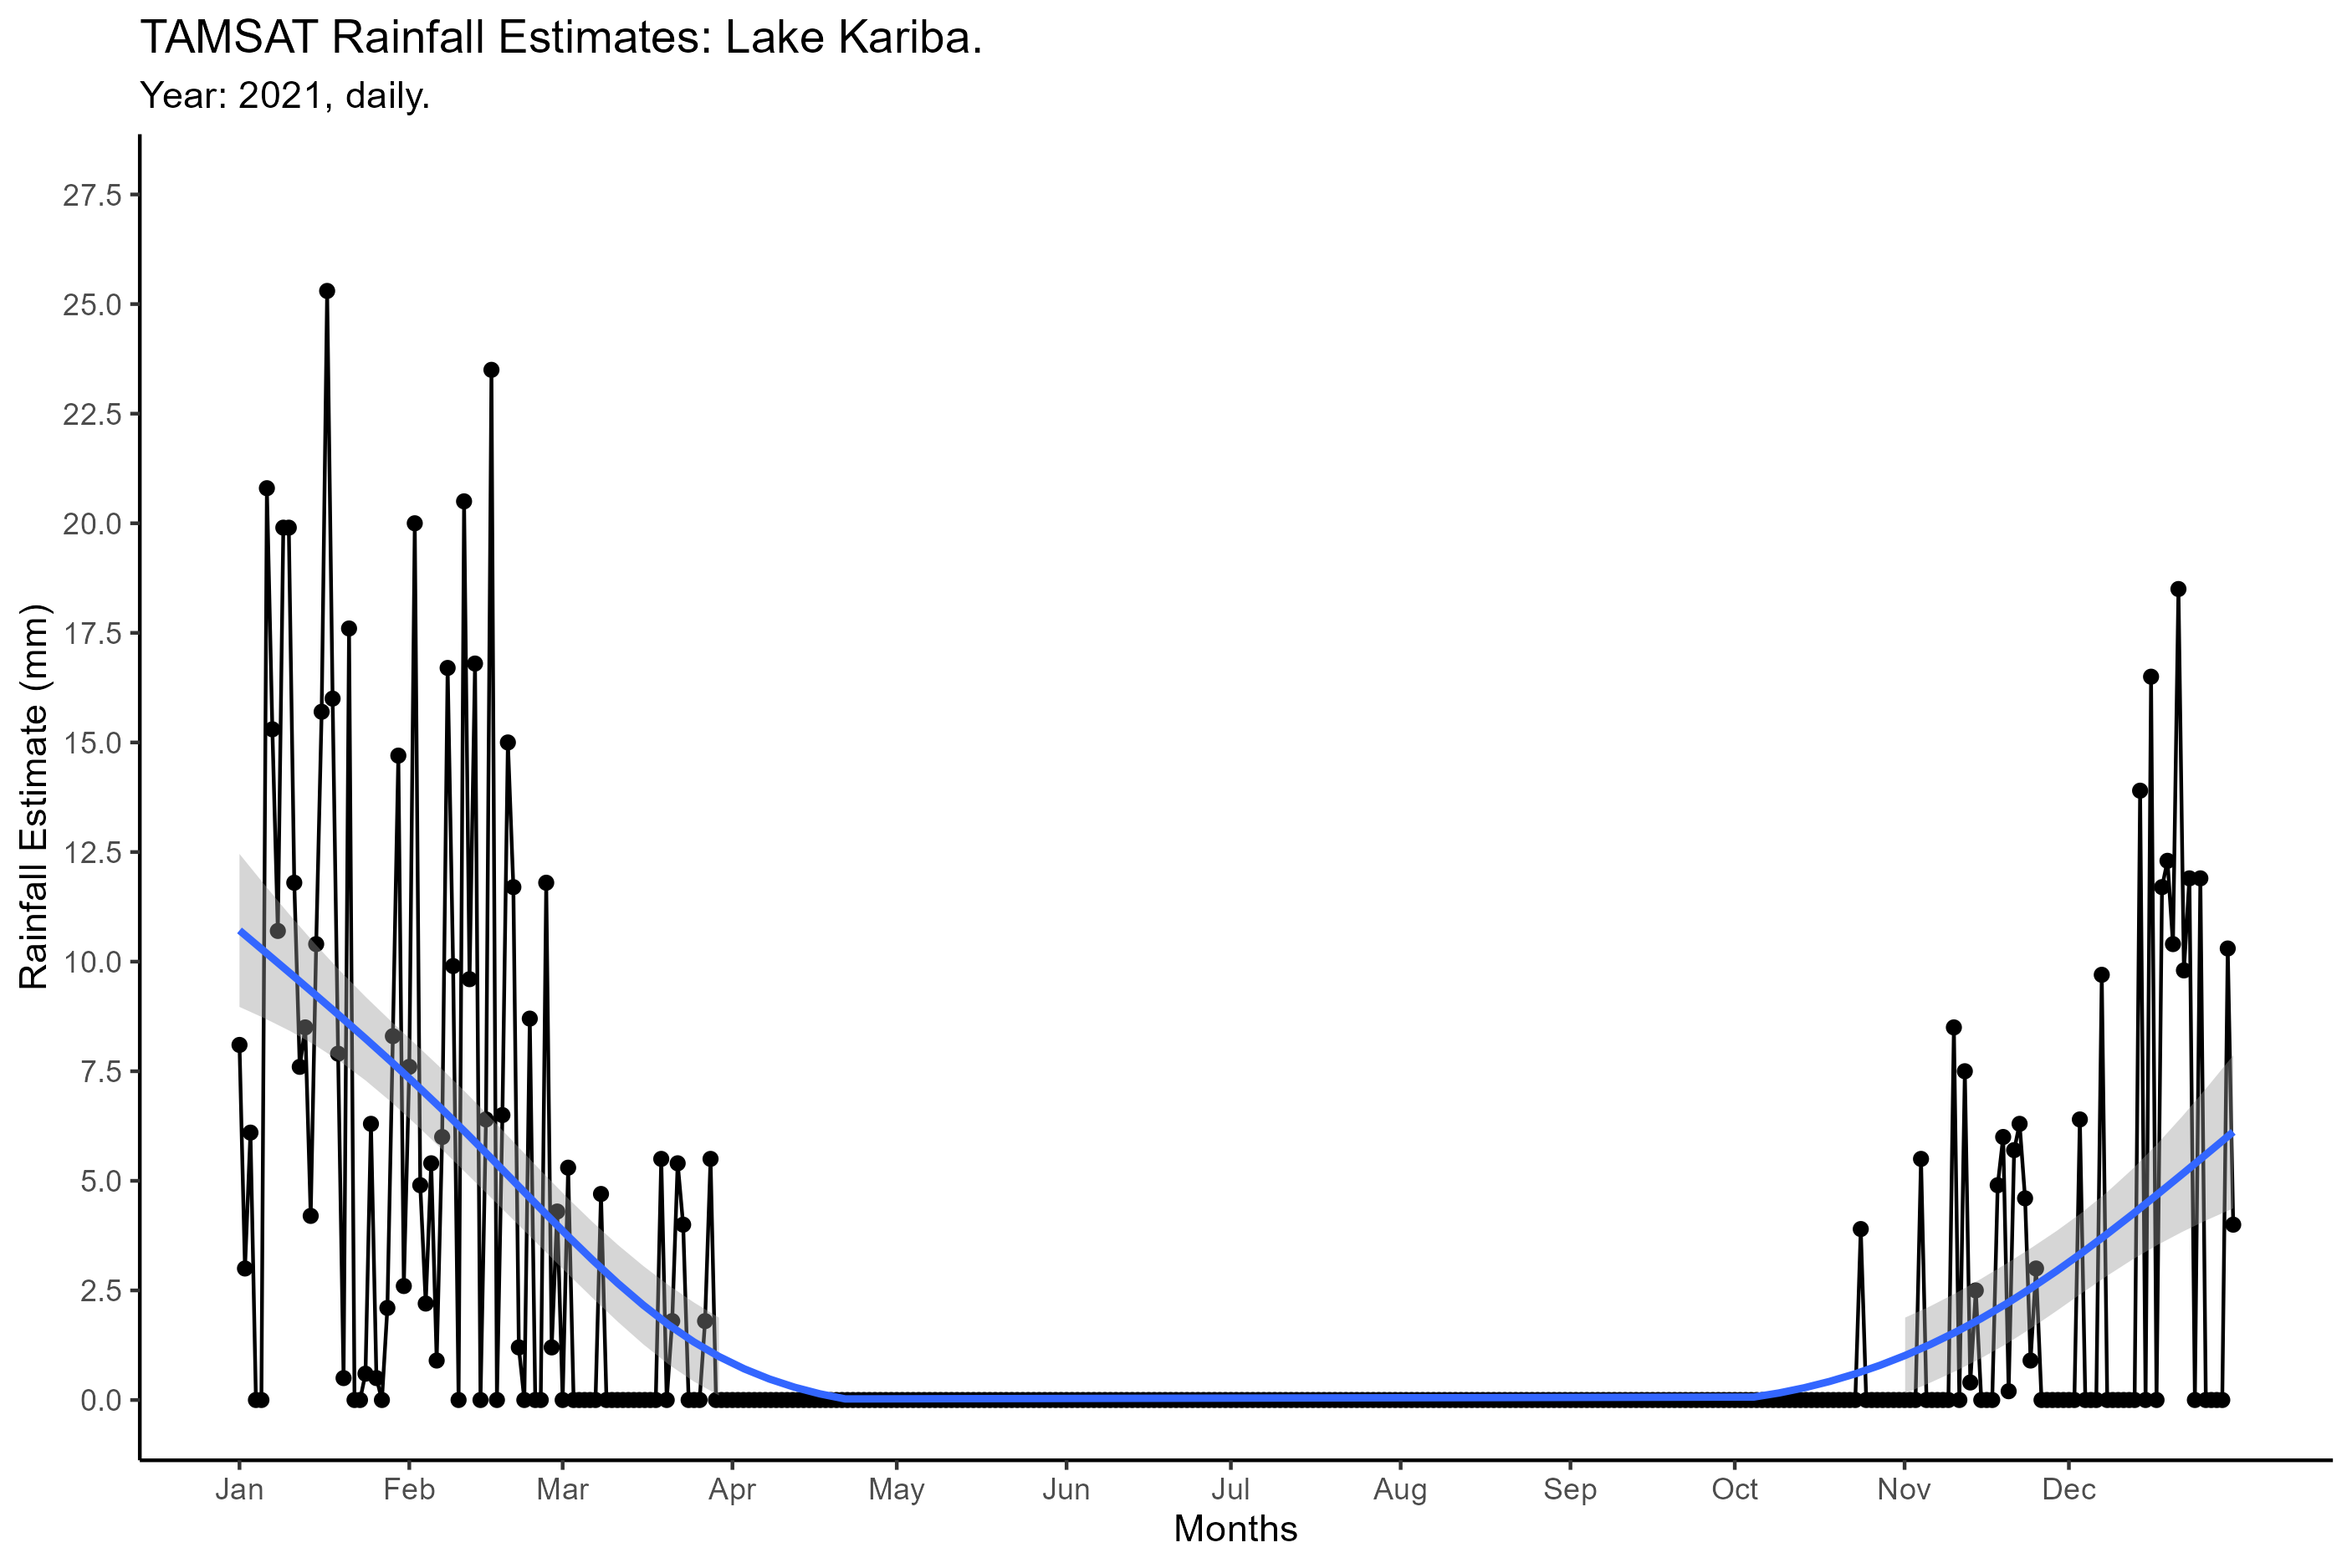 TAMSAT Rainfall Estimates: Lake Kariba.
Year: 2021, daily.
Rainfall Estimate (mm)
27.5
25.0
22.5
20.0
17.5
15.0
12.5
10.0
7.5
5.0
2.5
0.0
Jan Feb Mar Apr May Jun Jul Aug Sep Oct Nov Dec
Months